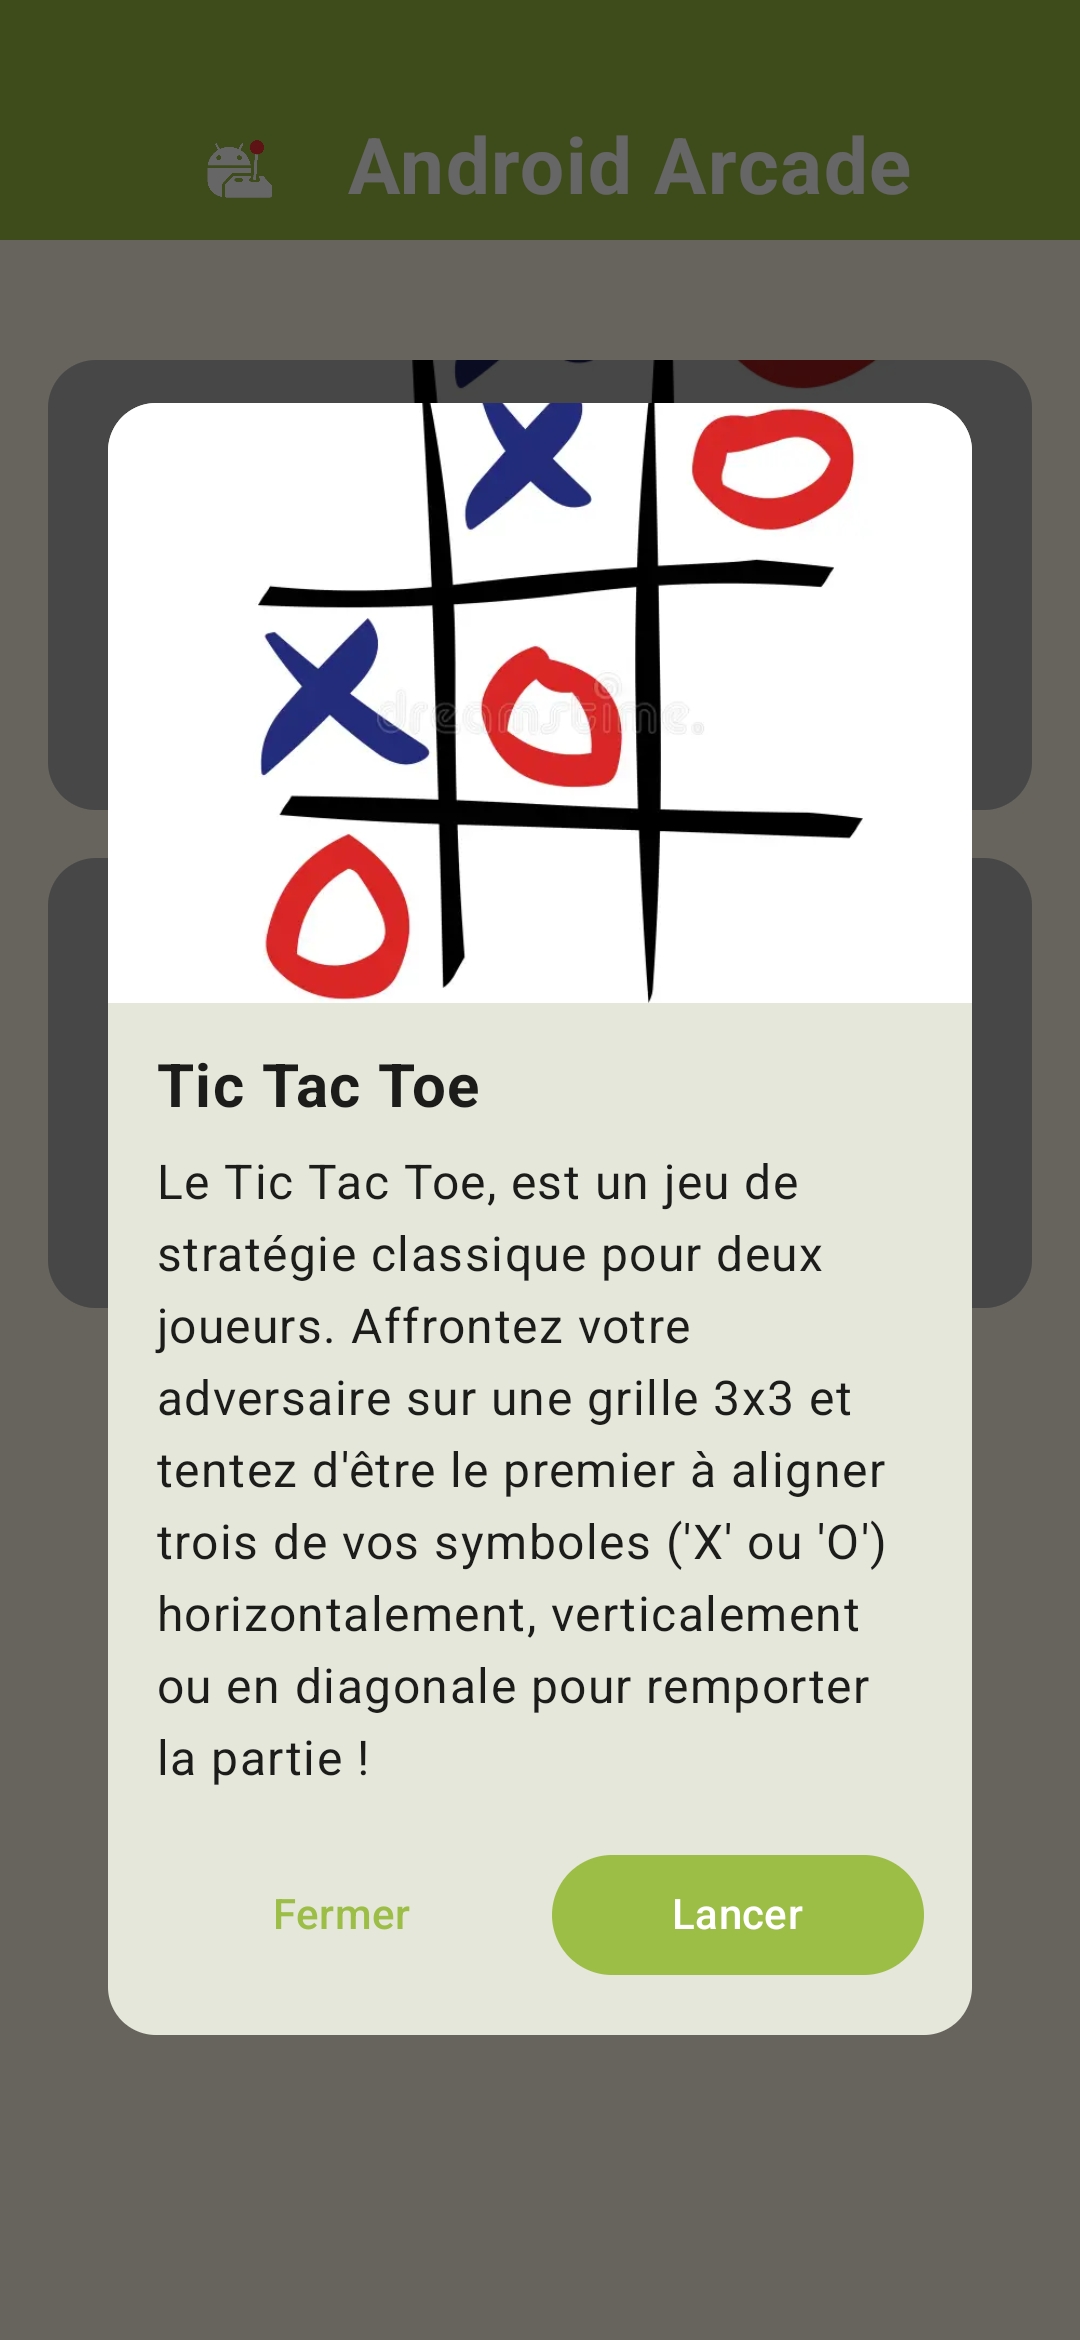 Android Arcade
dreamstime.
Tic Tac Toe
Le Tic Tac Toe, est un jeu de
stratégie classique pour deux
joueurs. Affrontez votre
adversaire sur une grille 3x3 et
tentez d'être le premier à aligner
trois de vos symboles ('X' ou 'O')
horizontalement, verticalement
ou en diagonale pour remporter
la partie !
Fermer
Lancer